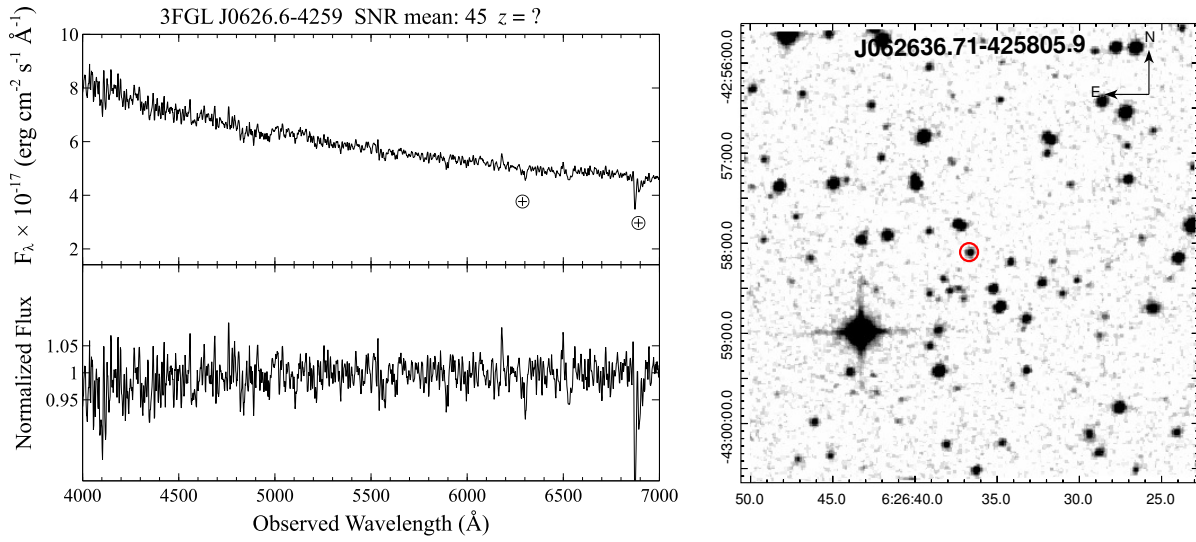 3FGL J0626.6-4259 SNR mean: 45 z = ?
F_λ × 10^-17 (erg cm^-2 s^-1 Å^-1)
10
8
6
4
2
Normalized Flux
1.05
1
0.95
4000 4500 5000 5500 6000 6500 7000
Observed Wavelength (Å)
J062636.71-425805.9
N
E
-42:56:00.0
57:00.0
58:00.0
59:00.0
-43:00:00.0
50.0 45.0 6:26:40.0 35.0 30.0 25.0